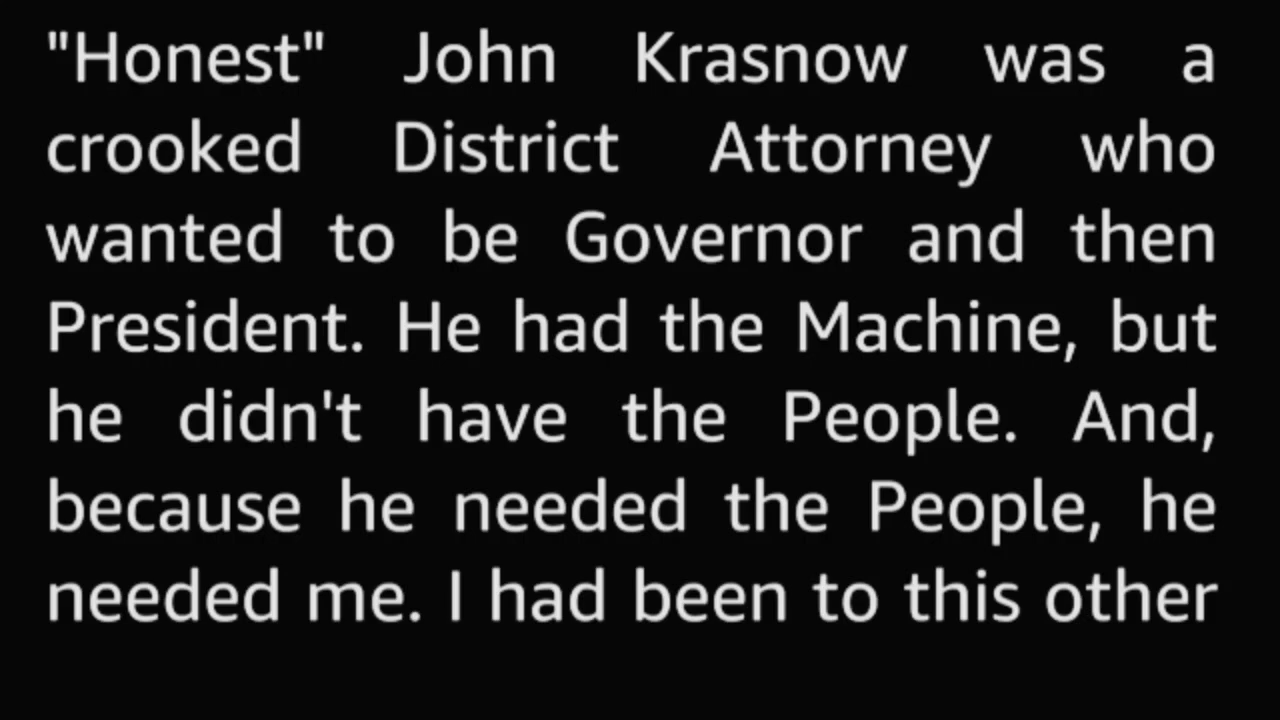 "Honest" John Krasnow was a
crooked District Attorney who
wanted to be Governor and then
President. He had the Machine, but
he didn't have the People. And,
because he needed the People, he
needed me. I had been to this other